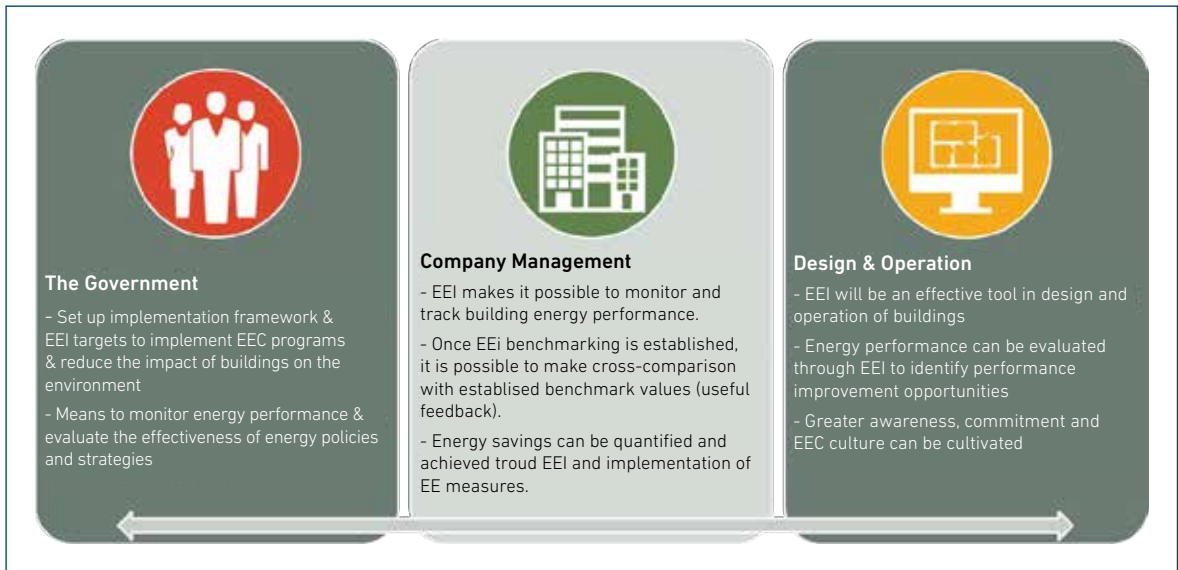 The Government
- Set up implementation framework &
EEI targets to implement EEC programs
& reduce the impact of buildings on the
environment
- Means to monitor energy performance &
evaluate the effectiveness of energy policies
and strategies
Company Management
- EEI makes it possible to monitor and
track building energy performance.
- Once EEi benchmarking is established,
it is possible to make cross-comparison
with establised benchmark values (useful
feedback).
- Energy savings can be quantified and
achieved troud EEI and implementation of
EE measures.
Design & Operation
- EEI will be an effective tool in design and
operation of buildings
- Energy performance can be evaluated
through EEI to identify performance
improvement opportunities
- Greater awareness, commitment and
EEC culture can be cultivated